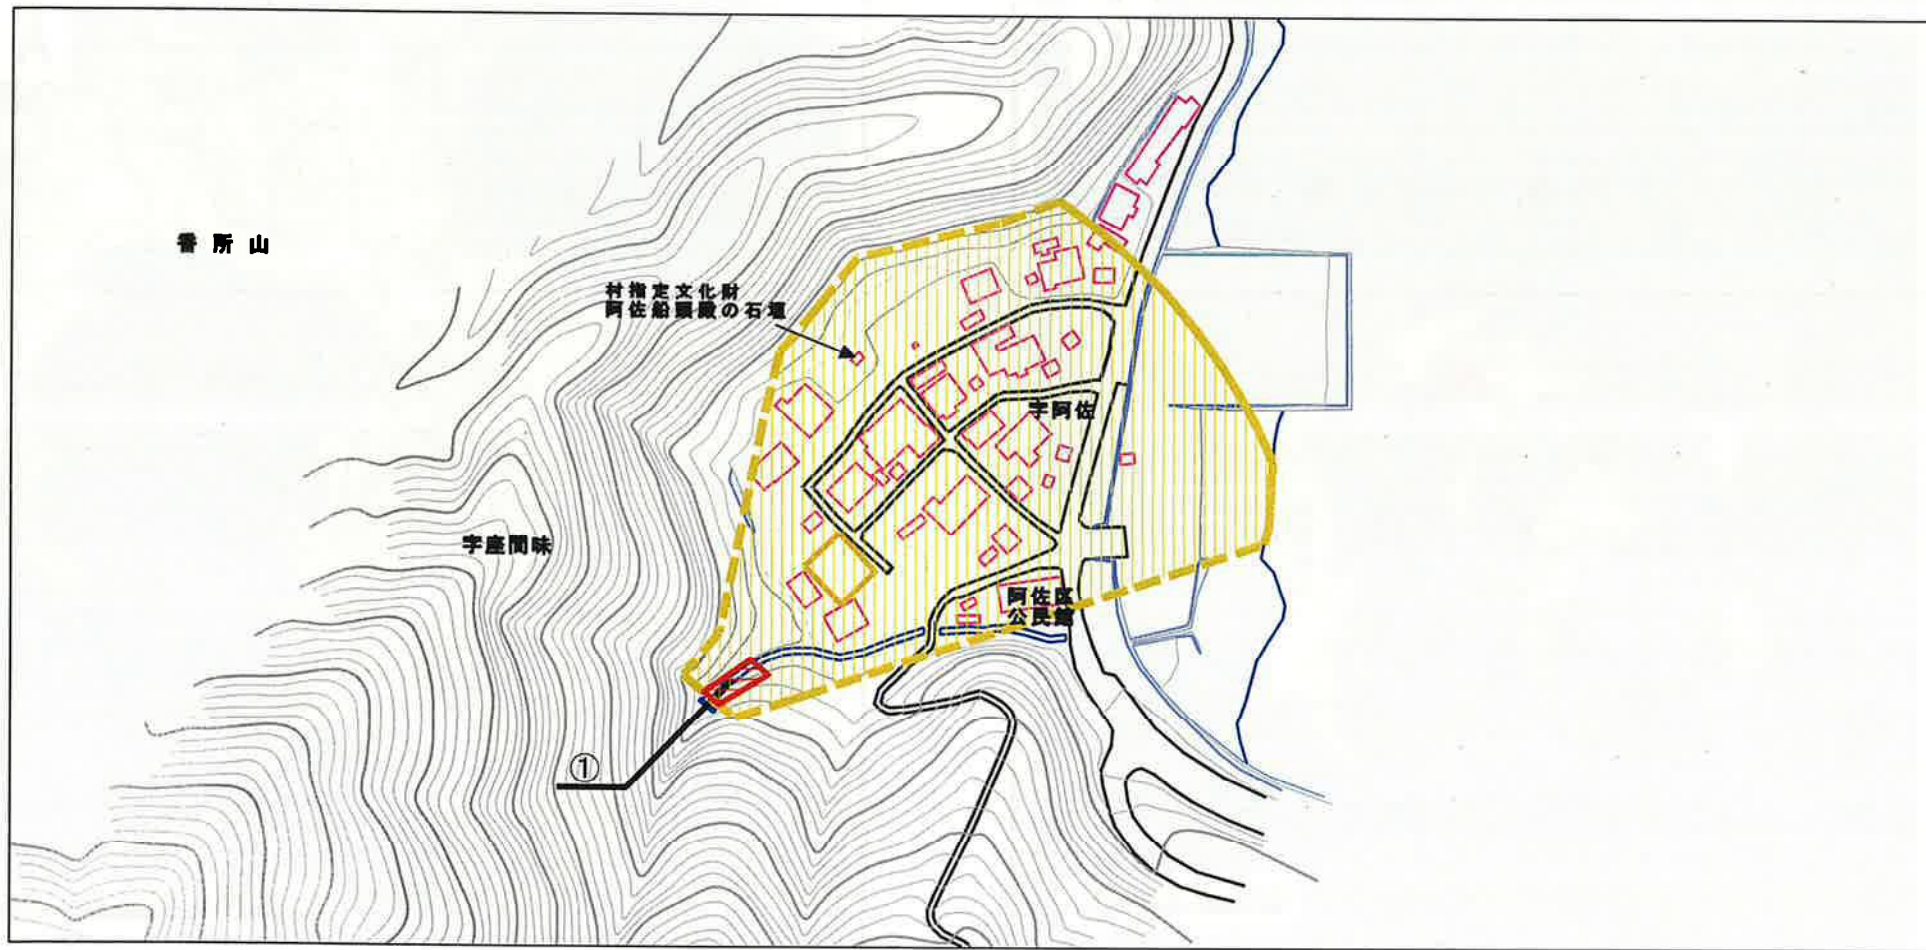 番所山
村指定文化財
阿佐船頭殿の石垣
字阿佐
字座間味
阿佐区
公民館
①